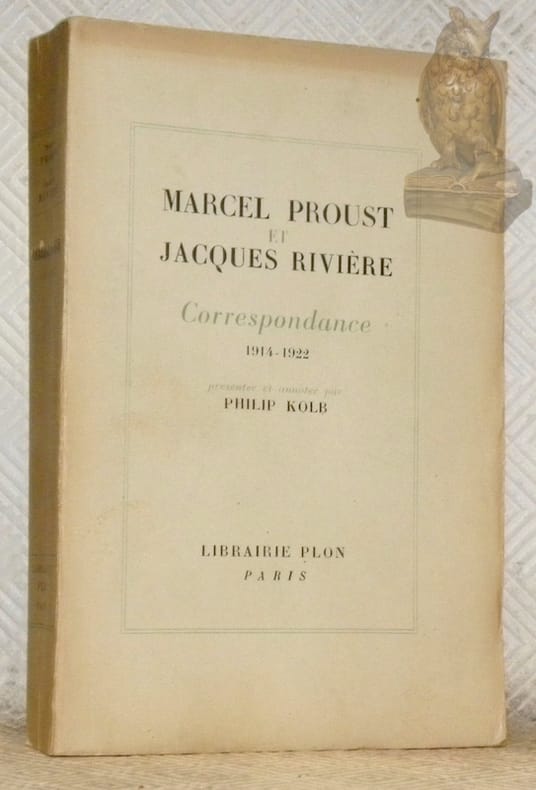 MARCEL PROUST
ET
JACQUES RIVIÈRE
Correspondance
1914-1922
présentée et annotée par
PHILIP KOLB
LIBRAIRIE PLON
PARIS